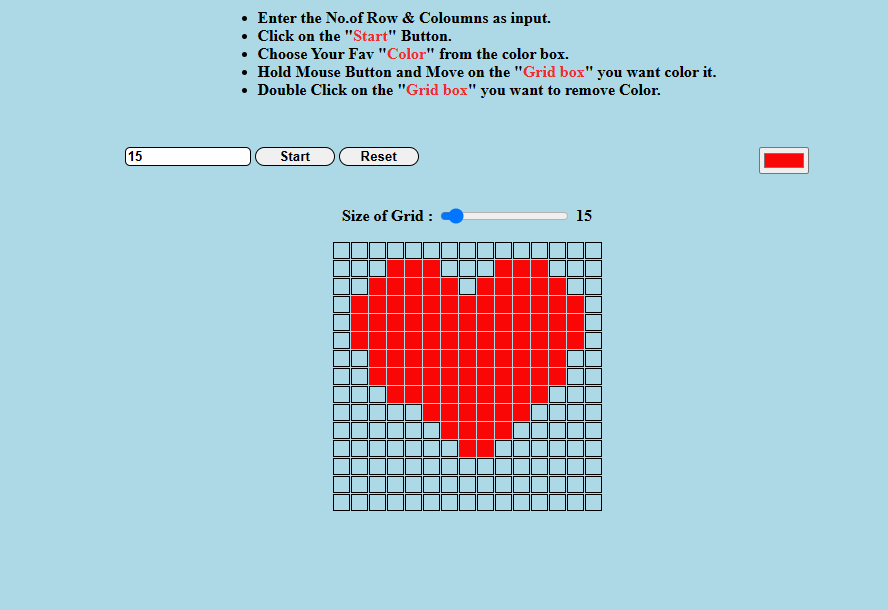 Enter the No.of Row & Coloumns as input.
Click on the "Start" Button.
Choose Your Fav "Color" from the color box.
Hold Mouse Button and Move on the "Grid box" you want color it.
Double Click on the "Grid box" you want to remove Color.
15 Start Reset
Size of Grid : 15